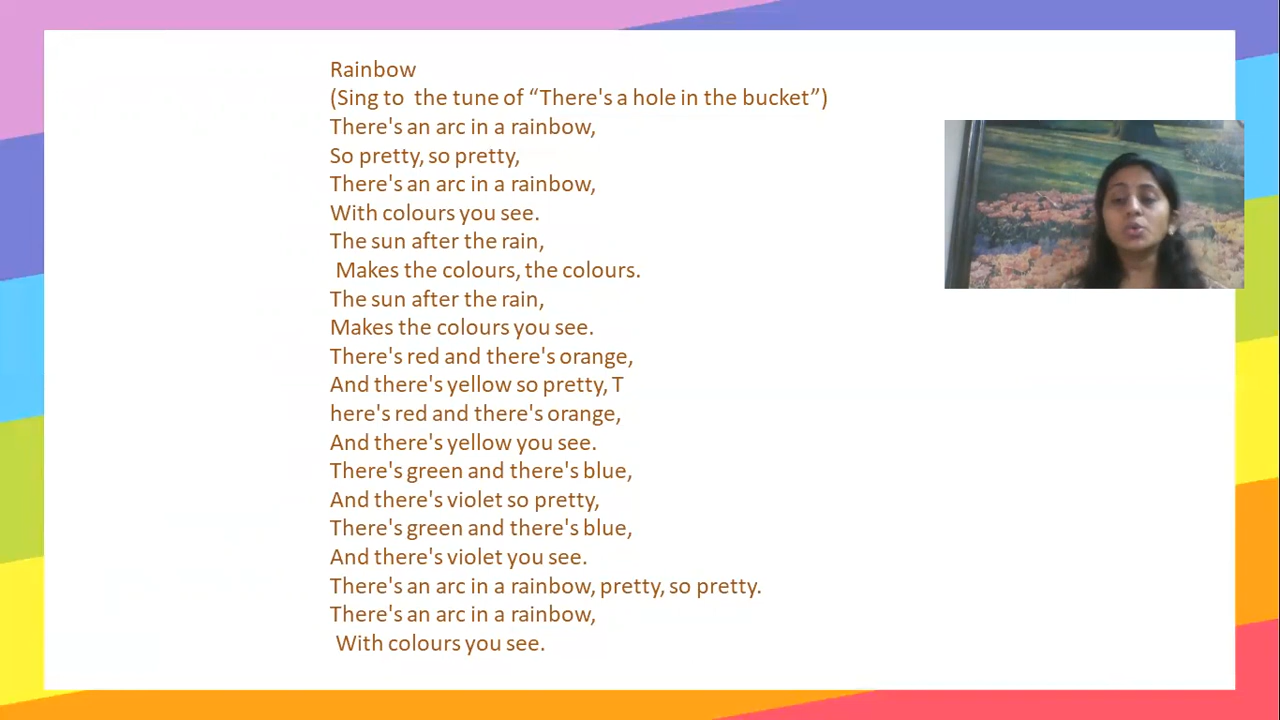 Rainbow
(Sing to  the tune of “There's a hole in the bucket”)
There's an arc in a rainbow,
So pretty, so pretty,
There's an arc in a rainbow,
With colours you see.
The sun after the rain,
Makes the colours, the colours.
The sun after the rain,
Makes the colours you see.
There's red and there's orange,
And there's yellow so pretty, T
here's red and there's orange,
And there's yellow you see.
There's green and there's blue,
And there's violet so pretty,
There's green and there's blue,
And there's violet you see.
There's an arc in a rainbow, pretty, so pretty.
There's an arc in a rainbow,
With colours you see.